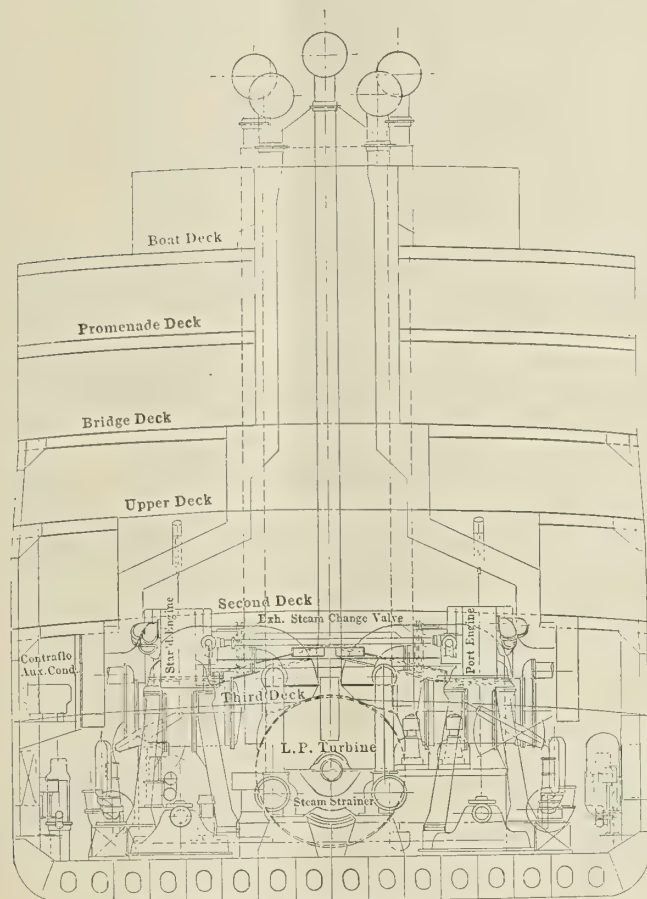 Boat Deck
Promenade Deck
Bridge Deck
Upper Deck
Second Deck
Exh. Steam Change Valve
Star'd Engine
Port Engine
Contraflo
Aux. Cond.
Third Deck
L.P. Turbine
Steam Strainer